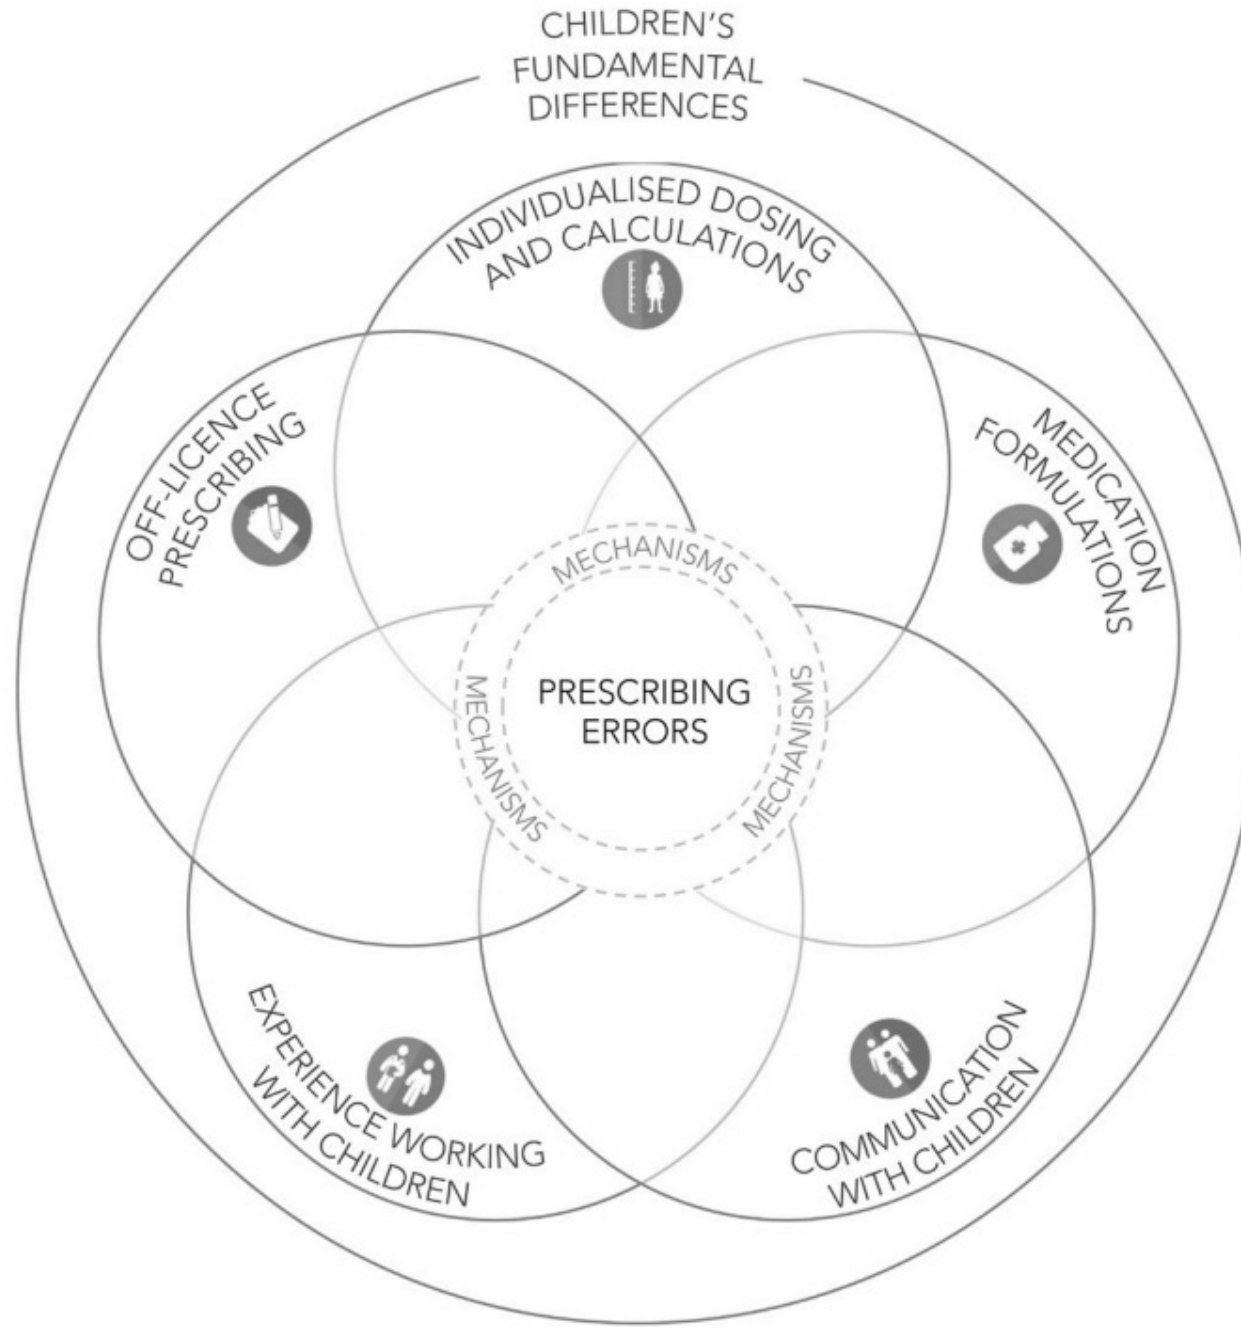 CHILDREN'S
FUNDAMENTAL
DIFFERENCES
INDIVIDUALISED DOSING
AND CALCULATIONS
OFF-LICENCE
PRESCRIBING
MEDICATION
FORMULATIONS
MECHANISMS
MECHANISMS
PRESCRIBING
ERRORS
MECHANISMS
EXPERIENCE WORKING
WITH CHILDREN
COMMUNICATION
WITH CHILDREN